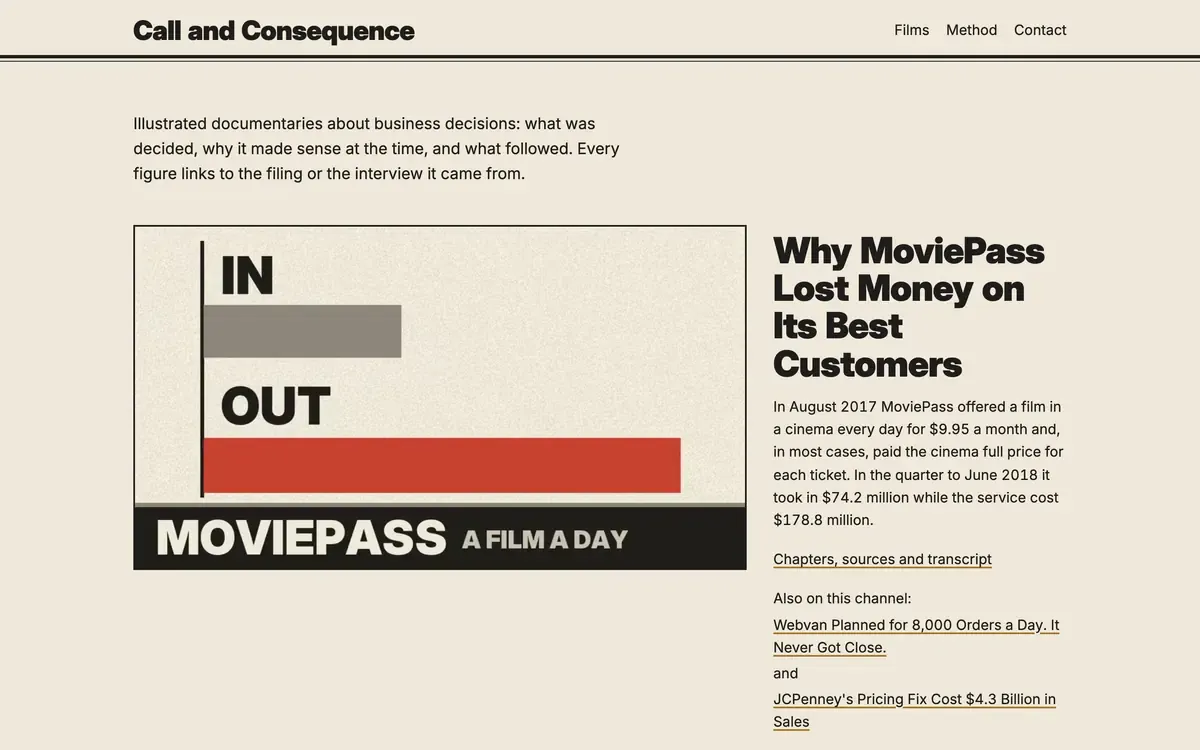 Call and Consequence
Films Method Contact
Illustrated documentaries about business decisions: what was
decided, why it made sense at the time, and what followed. Every
figure links to the filing or the interview it came from.
IN
OUT
MOVIEPASS A FILM A DAY
Why MoviePass
Lost Money on
Its Best
Customers
In August 2017 MoviePass offered a film in
a cinema every day for $9.95 a month and,
in most cases, paid the cinema full price for
each ticket. In the quarter to June 2018 it
took in $74.2 million while the service cost
$178.8 million.
Chapters, sources and transcript
Also on this channel:
Webvan Planned for 8,000 Orders a Day. It
Never Got Close.
and
JCPenney's Pricing Fix Cost $4.3 Billion in
Sales